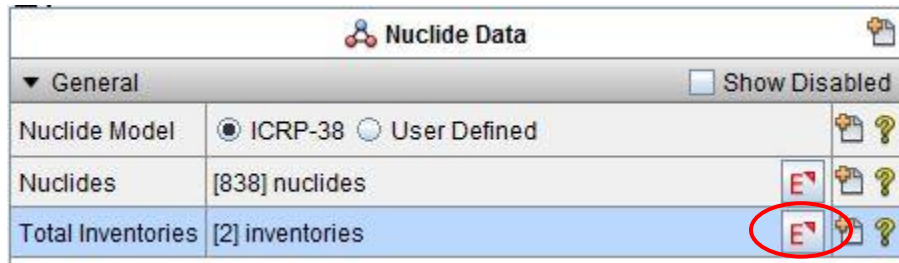 Nuclide Data
▼ General Show Disabled
Nuclide Model ICRP-38 User Defined ?
Nuclides [838] nuclides E ?
Total Inventories [2] inventories E ?